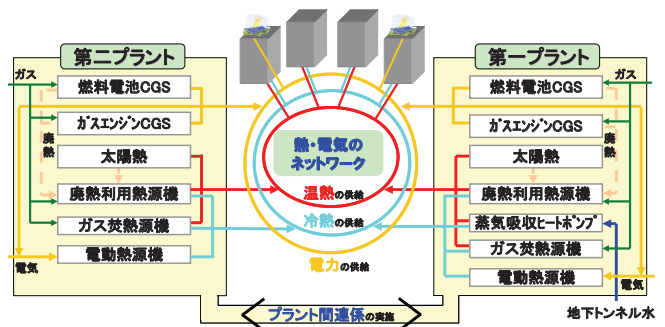 第二プラント
ガス
燃料電池CGS
ガスエンジンCGS
廃熱
太陽熱
廃熱利用熱源機
ガス焚熱源機
電動熱源機
電気
熱・電気の
ネットワーク
温熱の供給
冷熱の供給
電力の供給
第一プラント
ガス
燃料電池CGS
ガスエンジンCGS
廃熱
太陽熱
廃熱利用熱源機
蒸気吸収ヒートポンプ
ガス焚熱源機
電動熱源機
電気
地下トンネル水
プラント間連係の実施